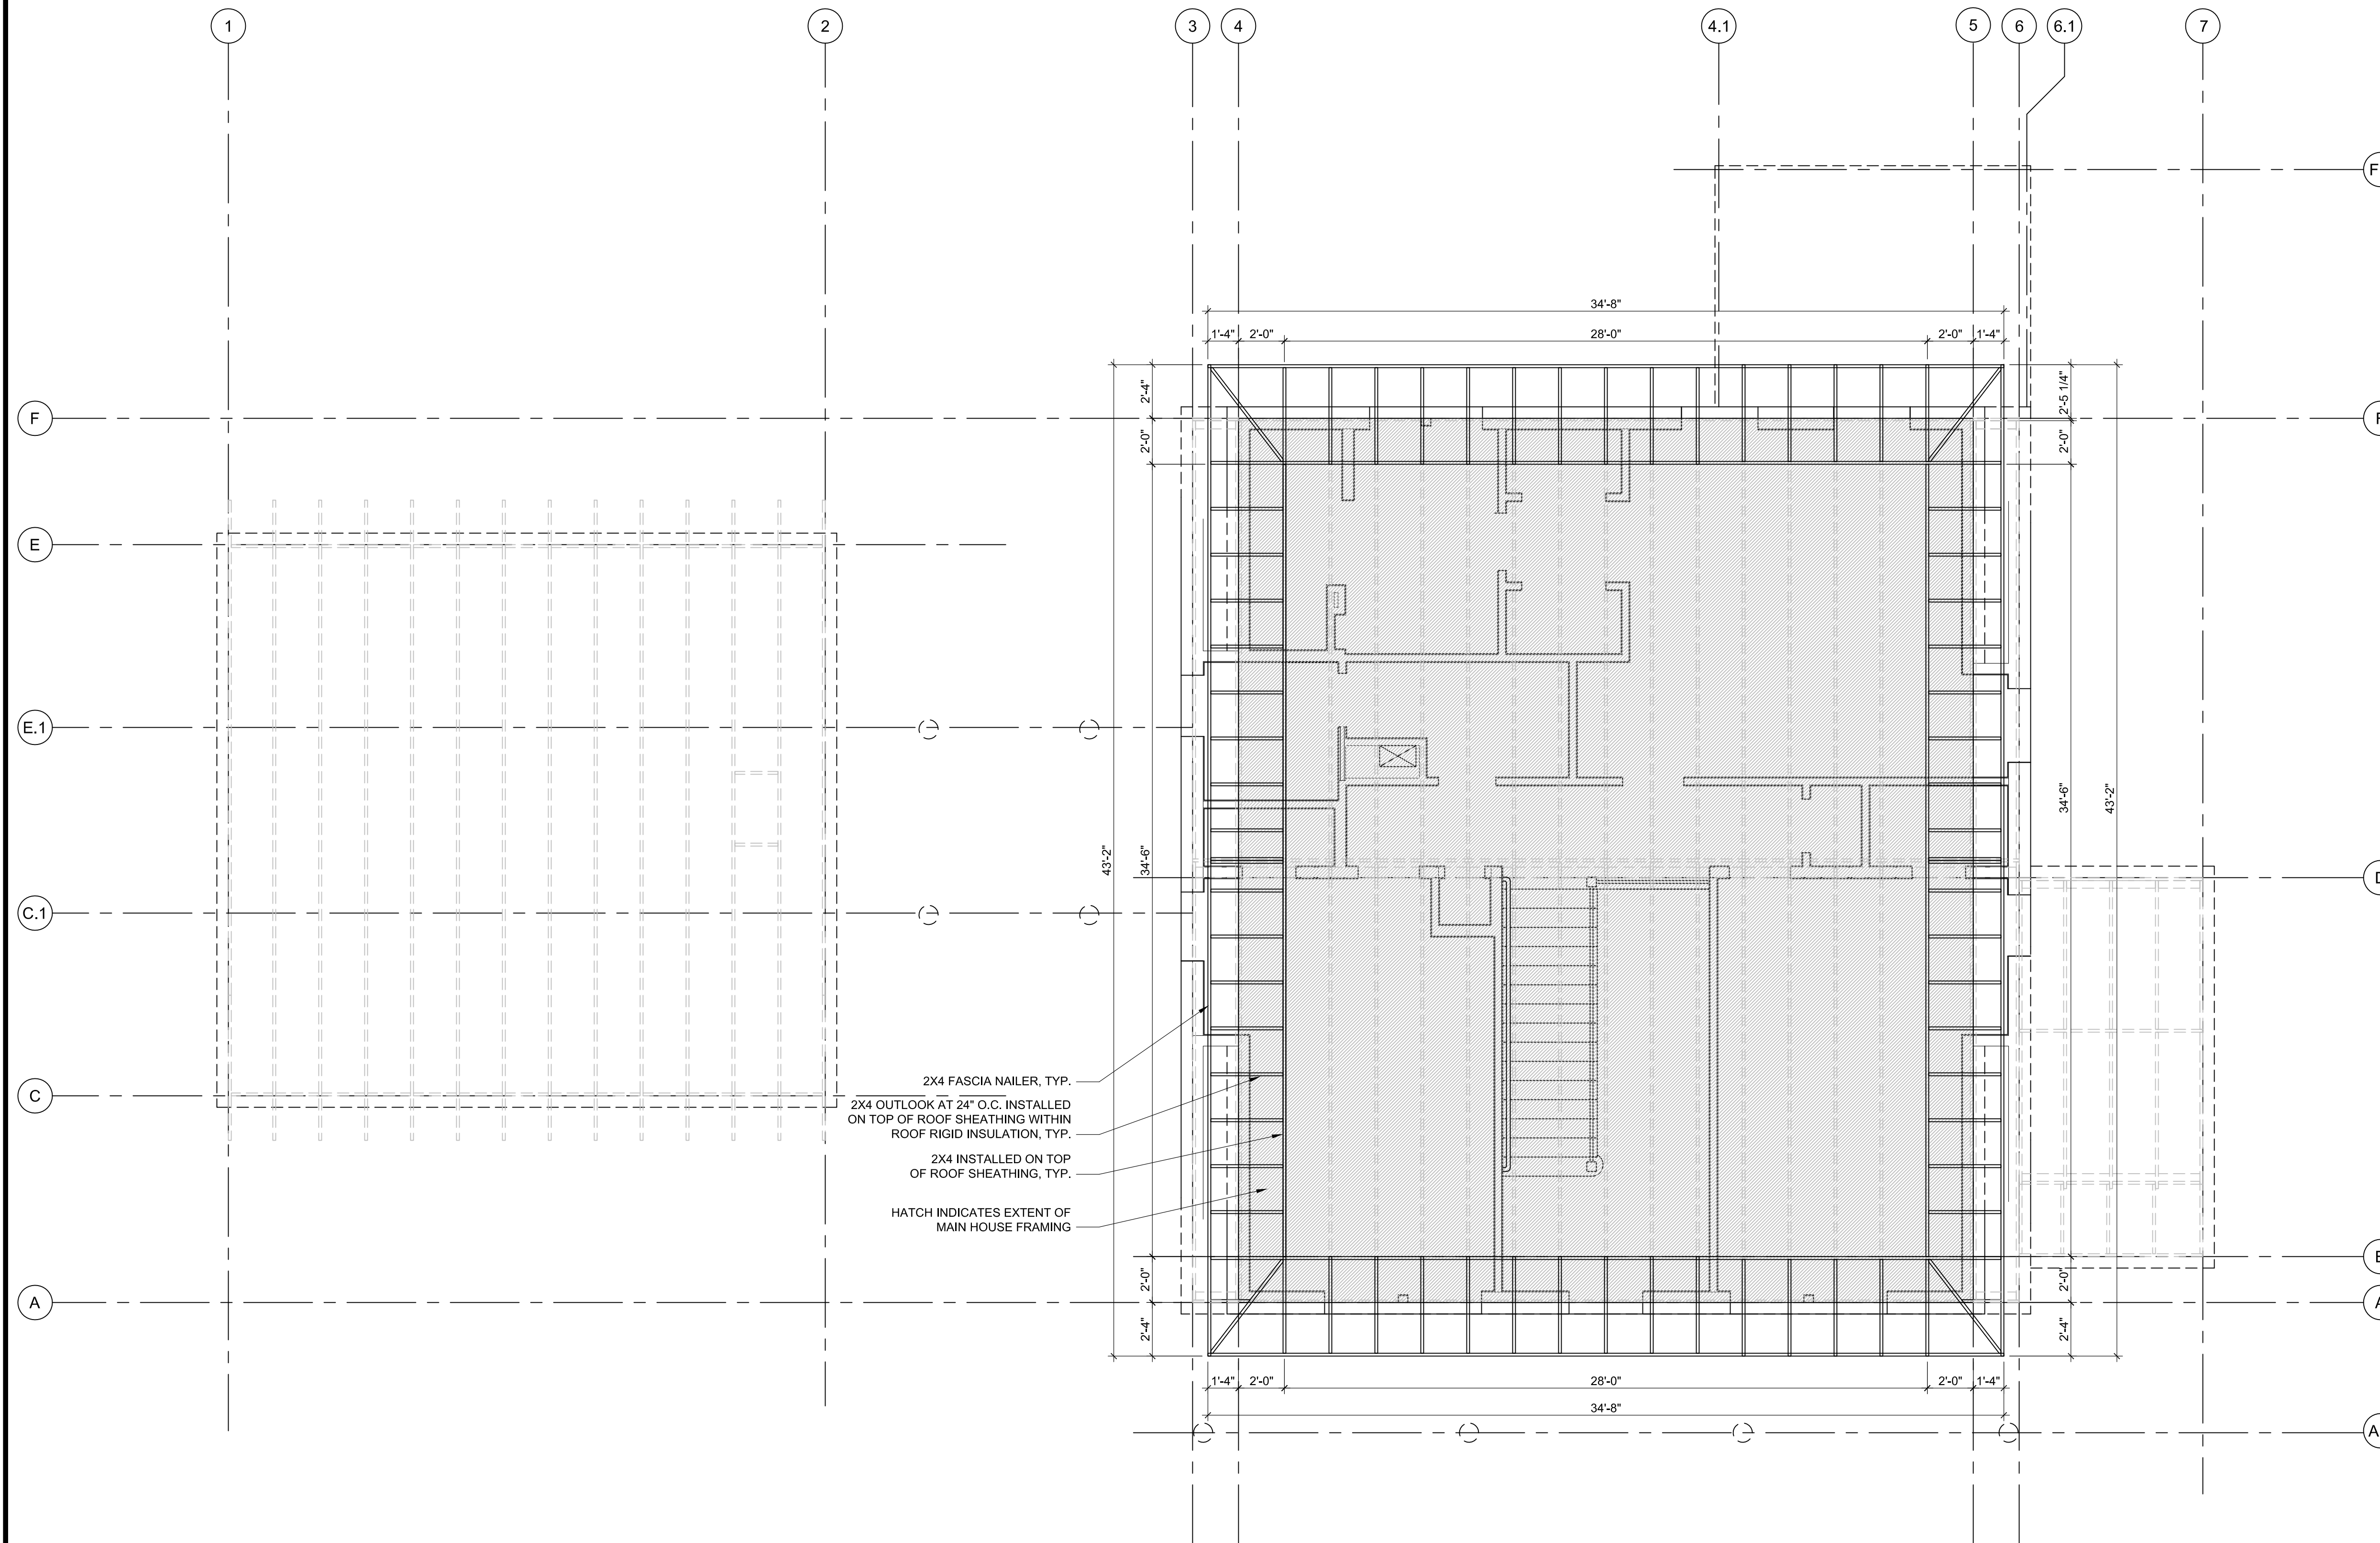 1
2
3
4
4.1
5
6
6.1
7
34'-8"
1'-4"
2'-0"
28'-0"
2'-0"
1'-4"
2'-4"
2'-0"
34'-6"
43'-2"
2'-0"
2'-4"
2'-5 1/4"
2'-0"
34'-6"
43'-2"
2'-0"
2'-4"
F
E
E.1
C.1
C
A
2X4 FASCIA NAILER, TYP.
2X4 OUTLOOK AT 24" O.C. INSTALLED
ON TOP OF ROOF SHEATHING WITHIN
ROOF RIGID INSULATION, TYP.
2X4 INSTALLED ON TOP
OF ROOF SHEATHING, TYP.
HATCH INDICATES EXTENT OF
MAIN HOUSE FRAMING
1'-4"
2'-0"
28'-0"
2'-0"
1'-4"
34'-8"